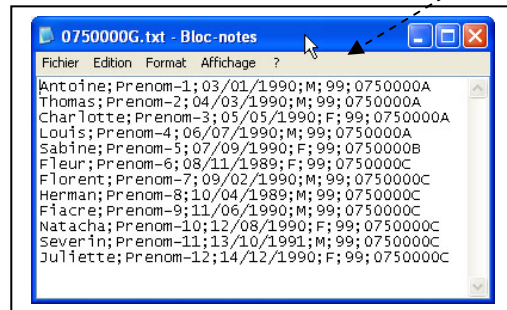 0750000G.txt - Bloc-notes
Fichier Edition Format Affichage ?
Antoine;Prenom-1;03/01/1990;M;99;0750000A
Thomas;Prenom-2;04/03/1990;M;99;0750000A
Charlotte;Prenom-3;05/05/1990;F;99;0750000A
Louis;Prenom-4;06/07/1990;M;99;0750000A
Sabine;Prenom-5;07/09/1990;F;99;0750000B
Fleur;Prenom-6;08/11/1989;F;99;0750000C
Florent;Prenom-7;09/02/1990;M;99;0750000C
Herman;Prenom-8;10/04/1989;M;99;0750000C
Fiacre;Prenom-9;11/06/1990;M;99;0750000C
Natacha;Prenom-10;12/08/1990;F;99;0750000C
Severin;Prenom-11;13/10/1991;M;99;0750000C
Juliette;Prenom-12;14/12/1990;F;99;0750000C